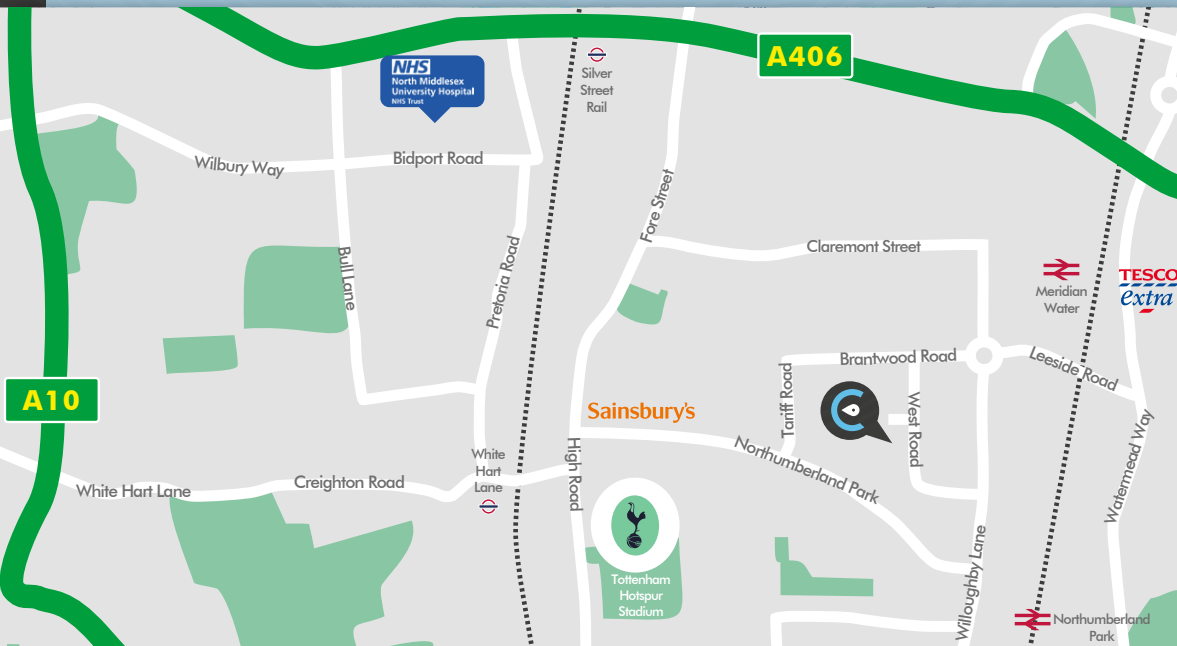 A406
NHS
North Middlesex
University Hospital
NHS Trust
Silver
Street
Rail
Wilbury Way
Bidport Road
Fore Street
Claremont Street
Bull Lane
Pretoria Road
Meridian
Water
TESCO
extra
Brantwood Road
Leeside Road
A10
Tariff Road
West Road
Sainsbury's
Watermead Way
High Road
Northumberland Park
White
Hart
Lane
White Hart Lane
Creighton Road
Willoughby Lane
Tottenham
Hotspur
Stadium
Northumberland
Park